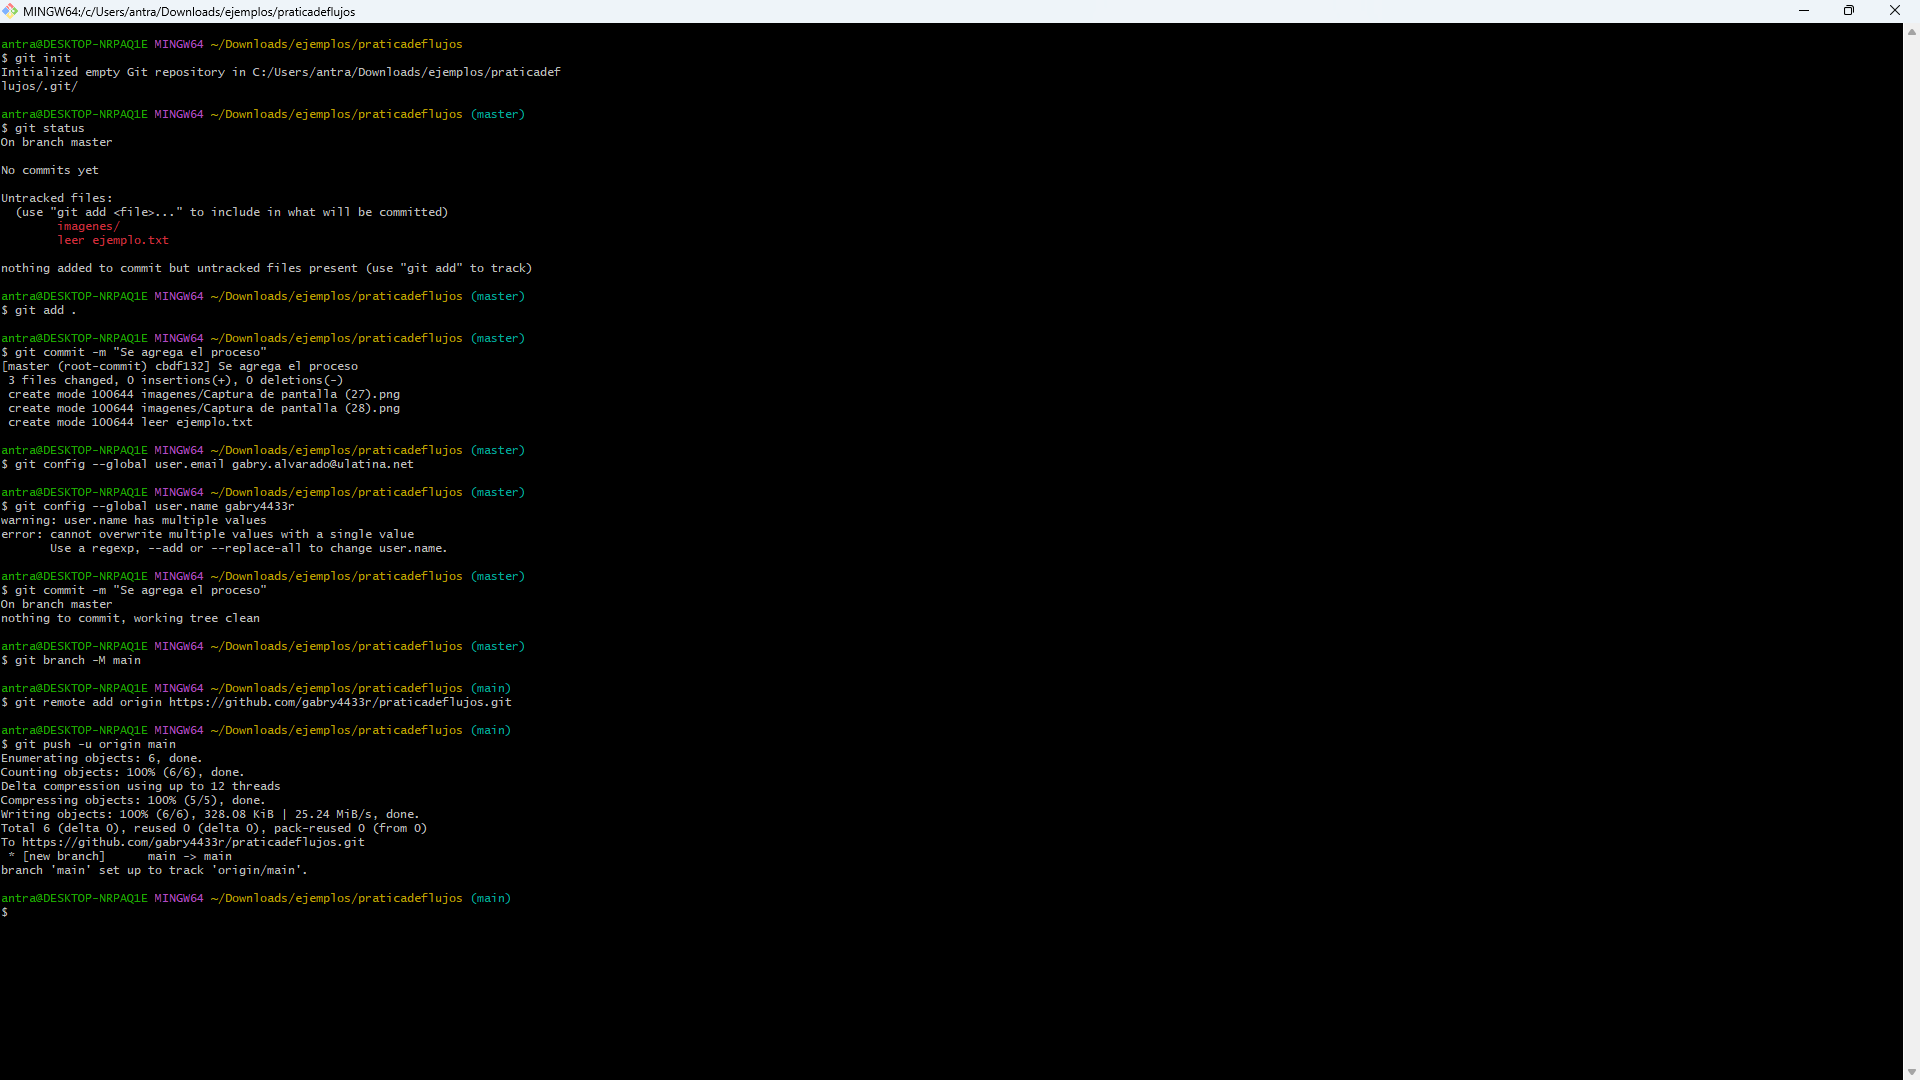 MINGW64:/c/Users/antra/Downloads/ejemplos/praticadeflujos
antra@DESKTOP-NRPAQ1E MINGW64 ~/Downloads/ejemplos/praticadeflujos
$ git init
Initialized empty Git repository in C:/Users/antra/Downloads/ejemplos/praticadef
lujos/.git/
antra@DESKTOP-NRPAQ1E MINGW64 ~/Downloads/ejemplos/praticadeflujos (master)
$ git status
On branch master
No commits yet
Untracked files:
  (use "git add <file>..." to include in what will be committed)
        imagenes/
        leer ejemplo.txt
nothing added to commit but untracked files present (use "git add" to track)
antra@DESKTOP-NRPAQ1E MINGW64 ~/Downloads/ejemplos/praticadeflujos (master)
$ git add .
antra@DESKTOP-NRPAQ1E MINGW64 ~/Downloads/ejemplos/praticadeflujos (master)
$ git commit -m "Se agrega el proceso"
[master (root-commit) cbdf132] Se agrega el proceso
 3 files changed, 0 insertions(+), 0 deletions(-)
 create mode 100644 imagenes/Captura de pantalla (27).png
 create mode 100644 imagenes/Captura de pantalla (28).png
 create mode 100644 leer ejemplo.txt
antra@DESKTOP-NRPAQ1E MINGW64 ~/Downloads/ejemplos/praticadeflujos (master)
$ git config --global user.email gabry.alvarado@ulatina.net
antra@DESKTOP-NRPAQ1E MINGW64 ~/Downloads/ejemplos/praticadeflujos (master)
$ git config --global user.name gabry4433r
warning: user.name has multiple values
error: cannot overwrite multiple values with a single value
       Use a regexp, --add or --replace-all to change user.name.
antra@DESKTOP-NRPAQ1E MINGW64 ~/Downloads/ejemplos/praticadeflujos (master)
$ git commit -m "Se agrega el proceso"
On branch master
nothing to commit, working tree clean
antra@DESKTOP-NRPAQ1E MINGW64 ~/Downloads/ejemplos/praticadeflujos (master)
$ git branch -M main
antra@DESKTOP-NRPAQ1E MINGW64 ~/Downloads/ejemplos/praticadeflujos (main)
$ git remote add origin https://github.com/gabry4433r/praticadeflujos.git
antra@DESKTOP-NRPAQ1E MINGW64 ~/Downloads/ejemplos/praticadeflujos (main)
$ git push -u origin main
Enumerating objects: 6, done.
Counting objects: 100% (6/6), done.
Delta compression using up to 12 threads
Compressing objects: 100% (5/5), done.
Writing objects: 100% (6/6), 328.08 KiB | 25.24 MiB/s, done.
Total 6 (delta 0), reused 0 (delta 0), pack-reused 0 (from 0)
To https://github.com/gabry4433r/praticadeflujos.git
 * [new branch]      main -> main
branch 'main' set up to track 'origin/main'.
antra@DESKTOP-NRPAQ1E MINGW64 ~/Downloads/ejemplos/praticadeflujos (main)
$